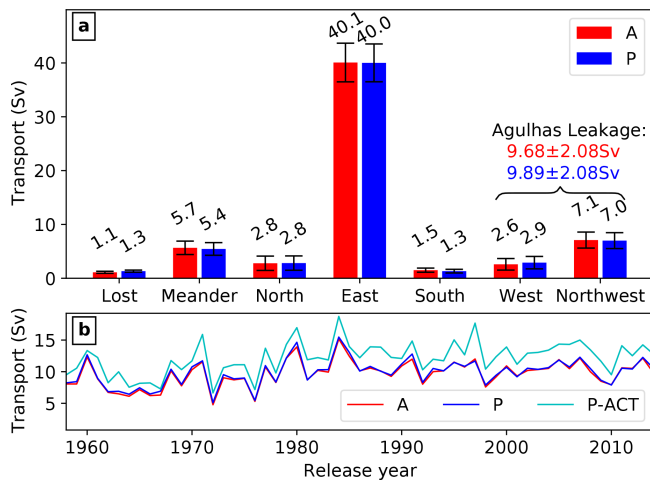 a
A
P
40
30
20
10
0
Transport (Sv)
1.1
1.3
5.7
5.4
2.8
2.8
40.1
40.0
1.5
1.3
2.6
2.9
7.1
7.0
Agulhas Leakage:
9.68±2.08Sv
9.89±2.08Sv
Lost Meander North East South West Northwest
b
15
10
5
Transport (Sv)
A P P-ACT
1960 1970 1980 1990 2000 2010
Release year